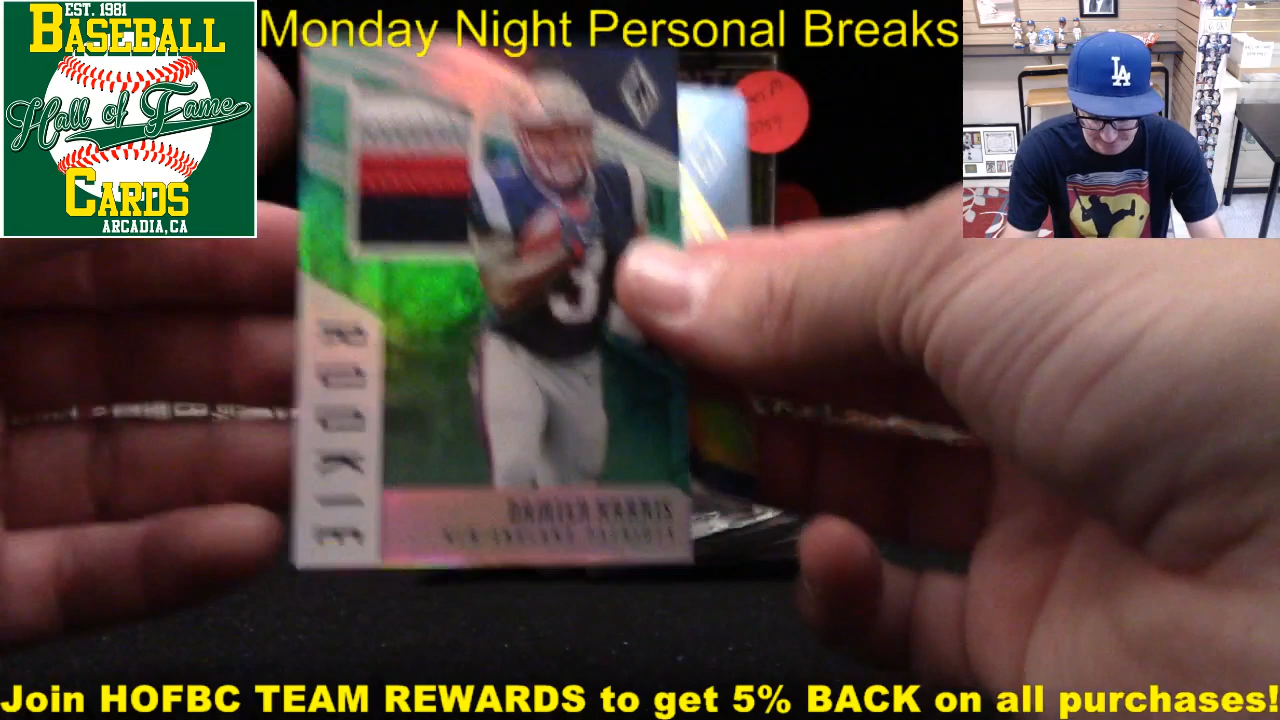 EST. 1981
BASEBALL
Hall of Fame
CARDS
ARCADIA, CA
Monday Night Personal Breaks
LA
3
ROOKIE
DAMIEN HARRIS
NEW ENGLAND PATRIOTS
Join HOFBC TEAM REWARDS to get 5% BACK on all purchases!